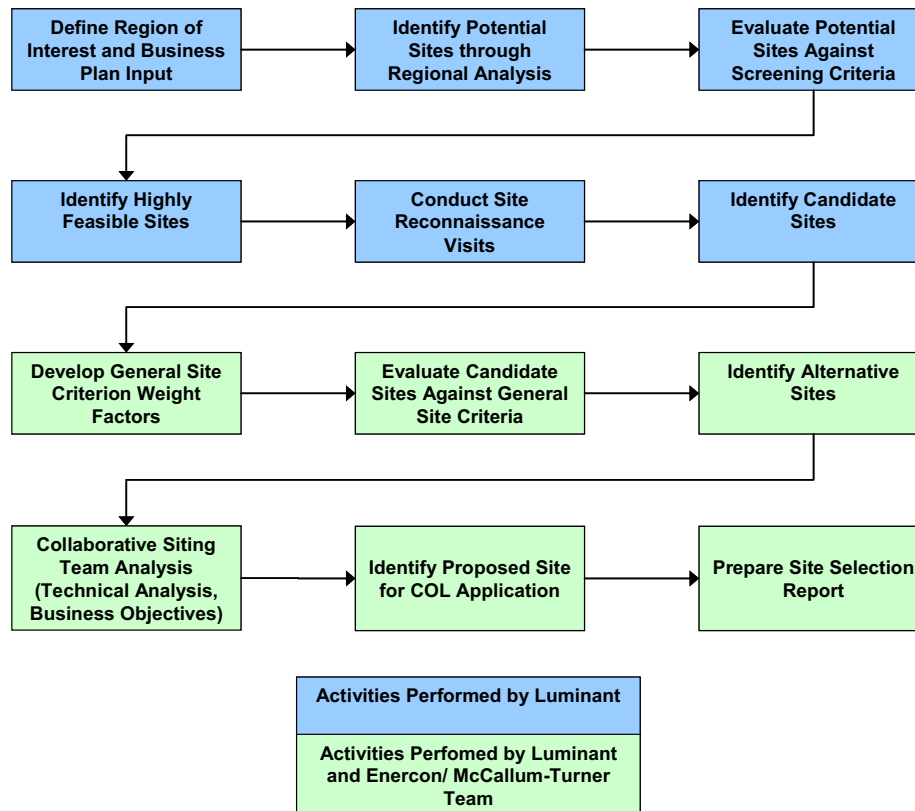 Define Region of
Interest and Business
Plan Input
Identify Potential
Sites through
Regional Analysis
Evaluate Potential
Sites Against
Screening Criteria
Identify Highly
Feasible Sites
Conduct Site
Reconnaissance
Visits
Identify Candidate
Sites
Develop General Site
Criterion Weight
Factors
Evaluate Candidate
Sites Against General
Site Criteria
Identify Alternative
Sites
Collaborative Siting
Team Analysis
(Technical Analysis,
Business Objectives)
Identify Proposed Site
for COL Application
Prepare Site Selection
Report
Activities Performed by Luminant
Activities Perfomed by Luminant
and Enercon/ McCallum-Turner
Team